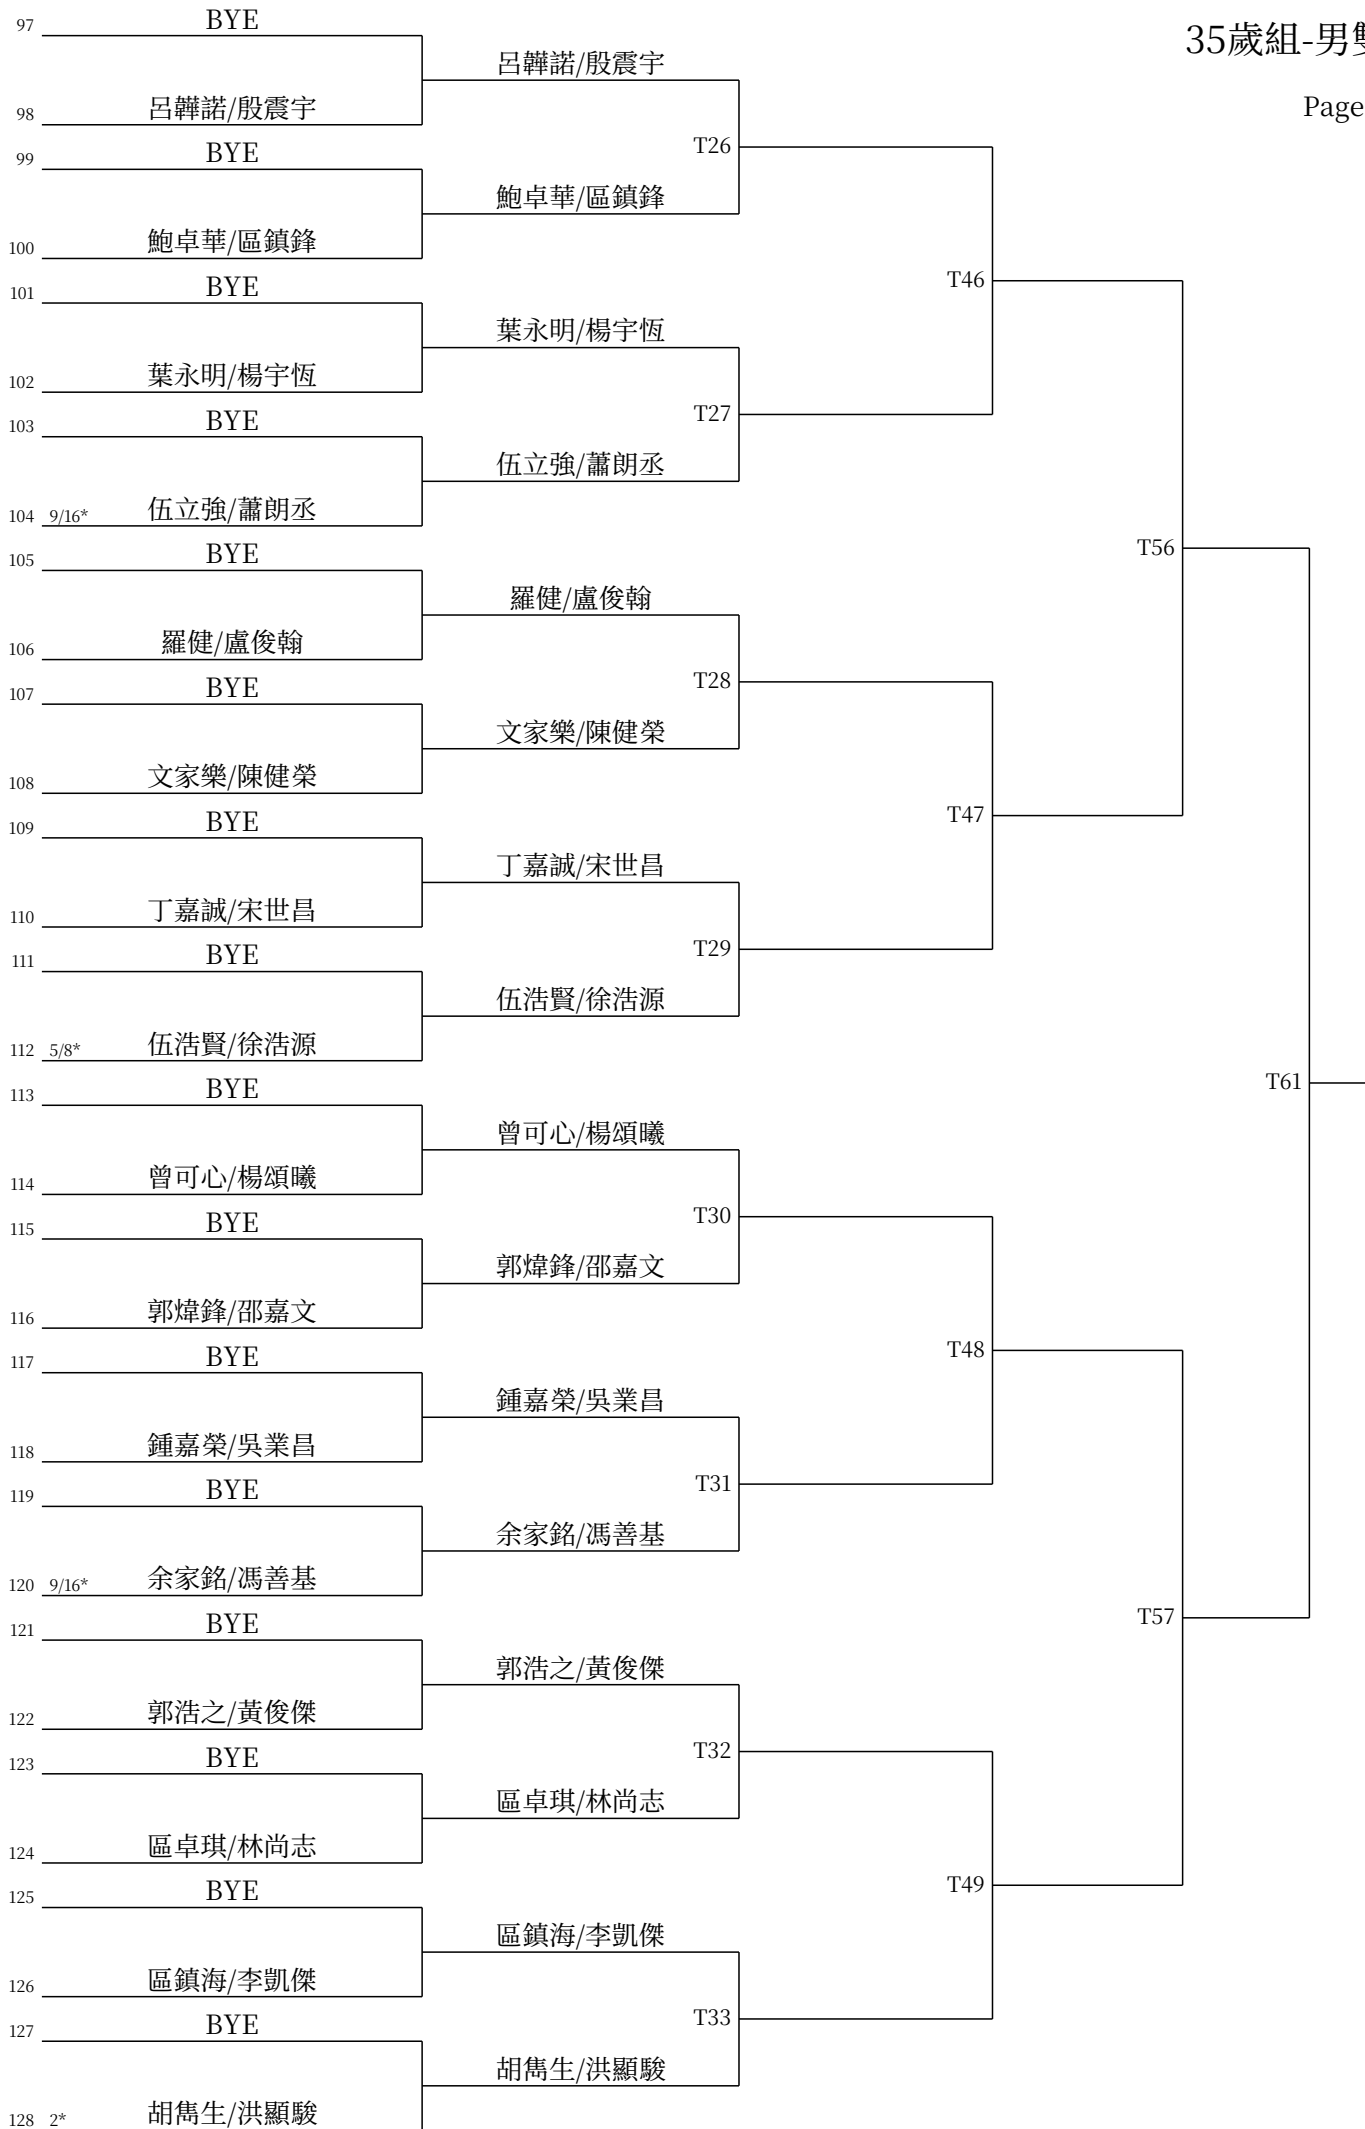 35歲組-男
Page
97 BYE
呂韡諾/殷震宇
98 呂韡諾/殷震宇
T26
99 BYE
鮑卓華/區鎮鋒
100 鮑卓華/區鎮鋒
T46
101 BYE
葉永明/楊宇恆
102 葉永明/楊宇恆
T27
103 BYE
伍立強/蕭朗丞
104 9/16* 伍立強/蕭朗丞
T56
105 BYE
羅健/盧俊翰
106 羅健/盧俊翰
T28
107 BYE
文家樂/陳健榮
108 文家樂/陳健榮
T47
109 BYE
丁嘉誠/宋世昌
110 丁嘉誠/宋世昌
T29
111 BYE
伍浩賢/徐浩源
112 5/8* 伍浩賢/徐浩源
T61
113 BYE
曾可心/楊頌曦
114 曾可心/楊頌曦
T30
115 BYE
郭煒鋒/邵嘉文
116 郭煒鋒/邵嘉文
T48
117 BYE
鍾嘉榮/吳業昌
118 鍾嘉榮/吳業昌
T31
119 BYE
余家銘/馮善基
120 9/16* 余家銘/馮善基
T57
121 BYE
郭浩之/黃俊傑
122 郭浩之/黃俊傑
T32
123 BYE
區卓琪/林尚志
124 區卓琪/林尚志
T49
125 BYE
區鎮海/李凱傑
126 區鎮海/李凱傑
T33
127 BYE
胡雋生/洪顯駿
128 2* 胡雋生/洪顯駿